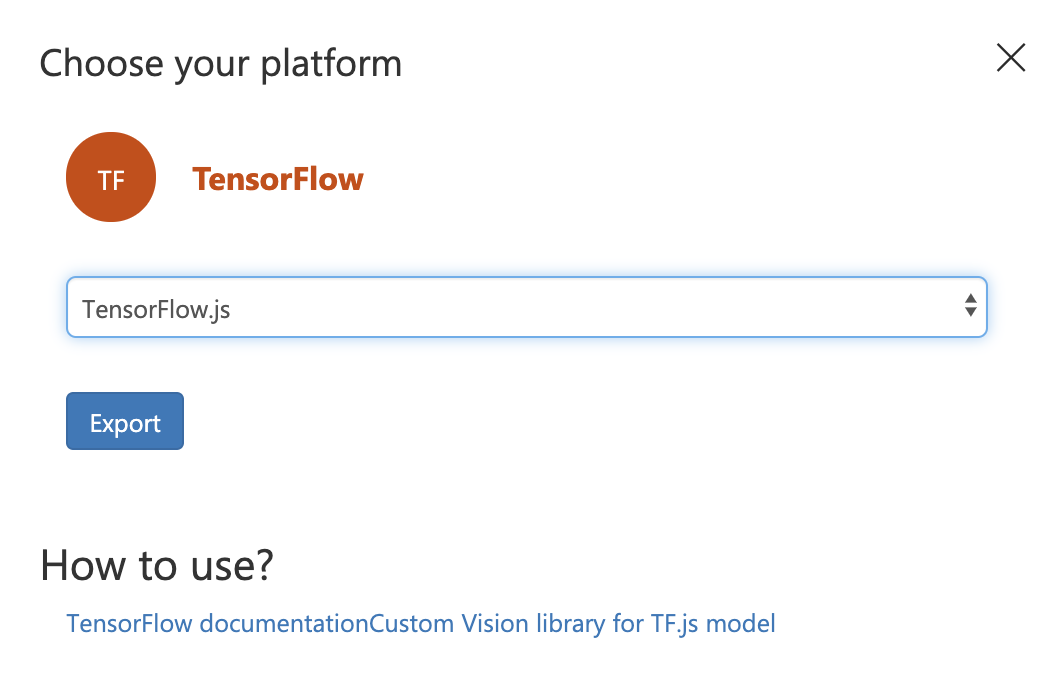 Choose your platform
TF
TensorFlow
TensorFlow.js
Export
How to use?
TensorFlow documentationCustom Vision library for TF.js model